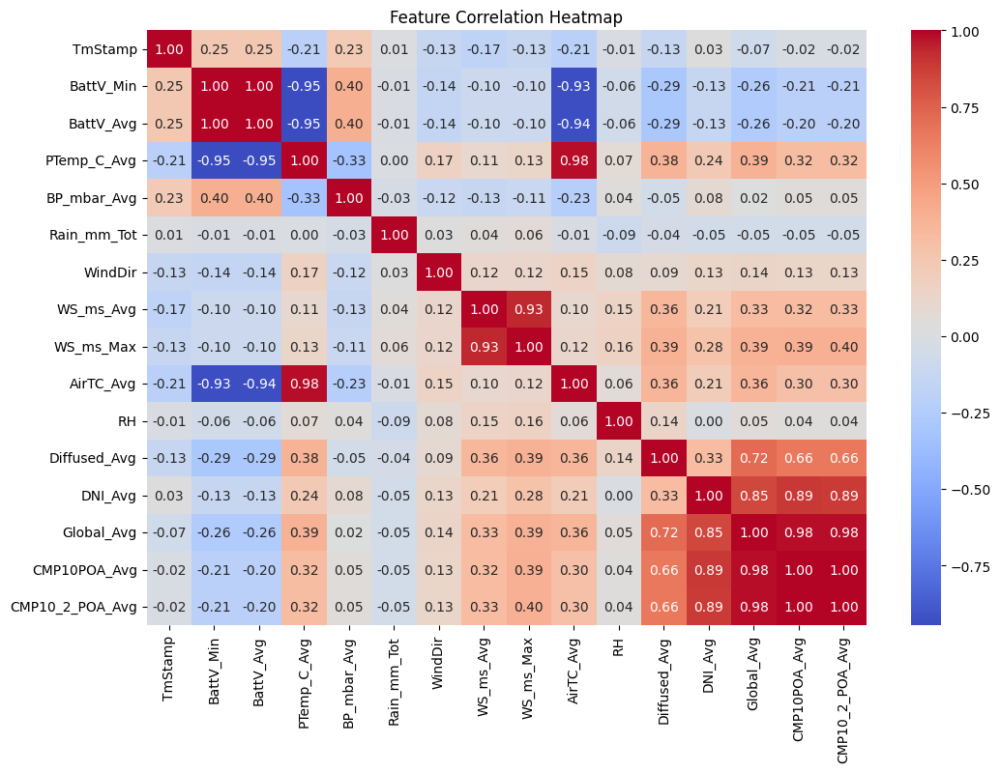 Feature Correlation Heatmap
TmStamp 1.00 0.25 0.25 -0.21 0.23 0.01 -0.13 -0.17 -0.13 -0.21 -0.01 -0.13 0.03 -0.07 -0.02 -0.02
BattV_Min 0.25 1.00 1.00 -0.95 0.40 -0.01 -0.14 -0.10 -0.10 -0.93 -0.06 -0.29 -0.13 -0.26 -0.21 -0.21
BattV_Avg 0.25 1.00 1.00 -0.95 0.40 -0.01 -0.14 -0.10 -0.10 -0.94 -0.06 -0.29 -0.13 -0.26 -0.20 -0.20
PTemp_C_Avg -0.21 -0.95 -0.95 1.00 -0.33 0.00 0.17 0.11 0.13 0.98 0.07 0.38 0.24 0.39 0.32 0.32
BP_mbar_Avg 0.23 0.40 0.40 -0.33 1.00 -0.03 -0.12 -0.13 -0.11 -0.23 0.04 -0.05 0.08 0.02 0.05 0.05
Rain_mm_Tot 0.01 -0.01 -0.01 0.00 -0.03 1.00 0.03 0.04 0.06 -0.01 -0.09 -0.04 -0.05 -0.05 -0.05 -0.05
WindDir -0.13 -0.14 -0.14 0.17 -0.12 0.03 1.00 0.12 0.12 0.15 0.08 0.09 0.13 0.14 0.13 0.13
WS_ms_Avg -0.17 -0.10 -0.10 0.11 -0.13 0.04 0.12 1.00 0.93 0.10 0.15 0.36 0.21 0.33 0.32 0.33
WS_ms_Max -0.13 -0.10 -0.10 0.13 -0.11 0.06 0.12 0.93 1.00 0.12 0.16 0.39 0.28 0.39 0.39 0.40
AirTC_Avg -0.21 -0.93 -0.94 0.98 -0.23 -0.01 0.15 0.10 0.12 1.00 0.06 0.36 0.21 0.36 0.30 0.30
RH -0.01 -0.06 -0.06 0.07 0.04 -0.09 0.08 0.15 0.16 0.06 1.00 0.14 0.00 0.05 0.04 0.04
Diffused_Avg -0.13 -0.29 -0.29 0.38 -0.05 -0.04 0.09 0.36 0.39 0.36 0.14 1.00 0.33 0.72 0.66 0.66
DNI_Avg 0.03 -0.13 -0.13 0.24 0.08 -0.05 0.13 0.21 0.28 0.21 0.00 0.33 1.00 0.85 0.89 0.89
Global_Avg -0.07 -0.26 -0.26 0.39 0.02 -0.05 0.14 0.33 0.39 0.36 0.05 0.72 0.85 1.00 0.98 0.98
CMP10POA_Avg -0.02 -0.21 -0.20 0.32 0.05 -0.05 0.13 0.32 0.39 0.30 0.04 0.66 0.89 0.98 1.00 1.00
CMP10_2_POA_Avg -0.02 -0.21 -0.20 0.32 0.05 -0.05 0.13 0.33 0.40 0.30 0.04 0.66 0.89 0.98 1.00 1.00
TmStamp
BattV_Min
BattV_Avg
PTemp_C_Avg
BP_mbar_Avg
Rain_mm_Tot
WindDir
WS_ms_Avg
WS_ms_Max
AirTC_Avg
RH
Diffused_Avg
DNI_Avg
Global_Avg
CMP10POA_Avg
CMP10_2_POA_Avg
1.00
0.75
0.50
0.25
0.00
−0.25
−0.50
−0.75